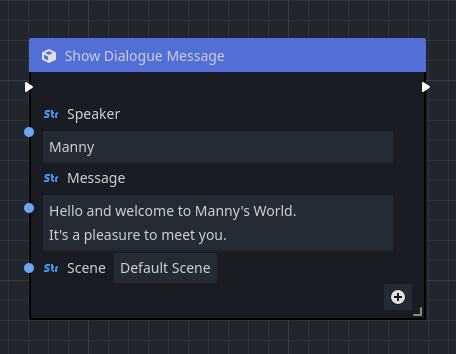 Show Dialogue Message
Str Speaker
Manny
Str Message
Hello and welcome to Manny's World.
It's a pleasure to meet you.
Str Scene Default Scene